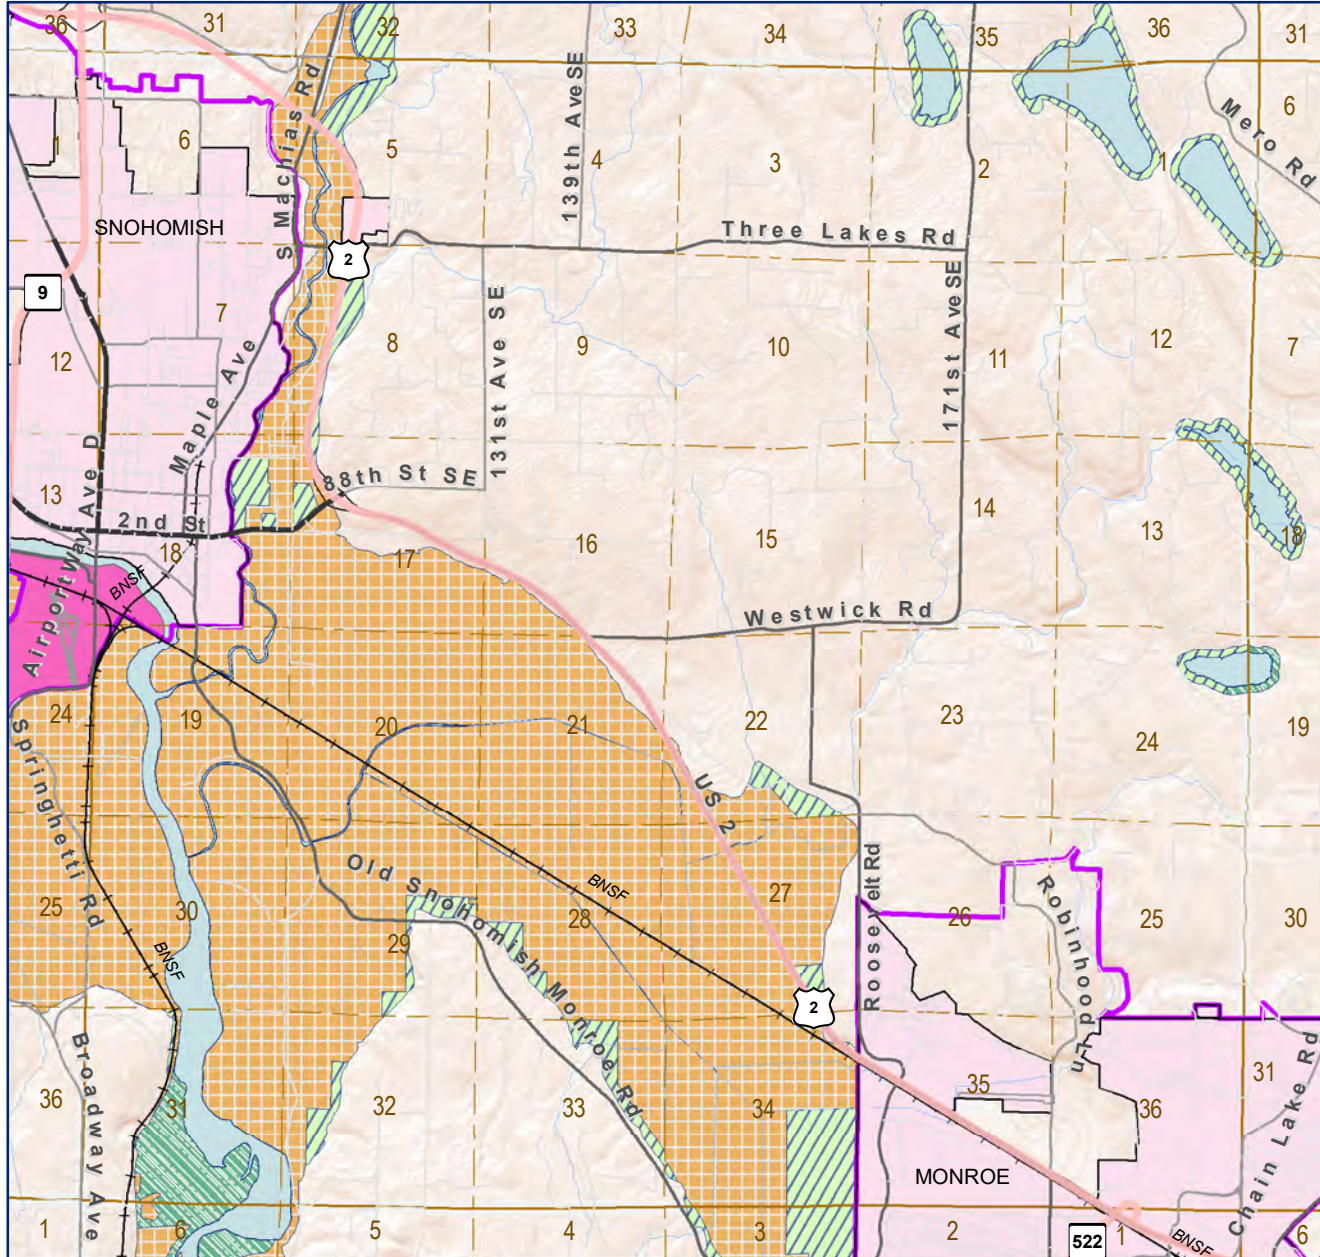 36
31
32
33
34
35
36
31
6
Mero Rd
S Machias Rd
139th Ave SE
1
6
5
4
3
2
1
SNOHOMISH
Three Lakes Rd
2
9
7
8
9
10
11
12
7
12
131st Ave SE
171st Ave SE
Maple Ave
88th St SE
13
Ave D
2nd St
18
17
16
15
14
13
18
BNSF
Airport Way
Westwick Rd
24
19
20
21
22
23
24
19
Springhetti Rd
US 2
Old Snohomish Monroe Rd
BNSF
Roosevelt Rd
Robinhood Ln
25
30
29
28
27
26
25
30
BNSF
2
Broadway Ave
36
31
32
33
34
35
36
31
Chain Lake Rd
MONROE
1
6
5
4
3
2
1
6
522
BNSF